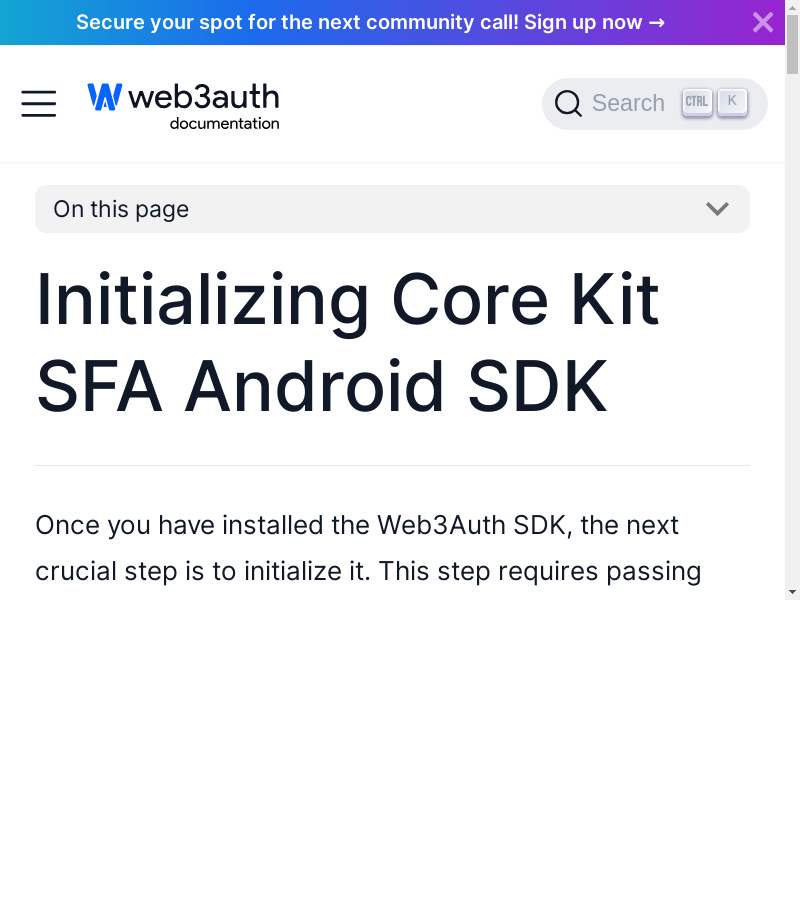 Secure your spot for the next community call! Sign up now →
web3auth
documentation
Search CTRL K
On this page
Initializing Core Kit
SFA Android SDK
Once you have installed the Web3Auth SDK, the next
crucial step is to initialize it. This step requires passing